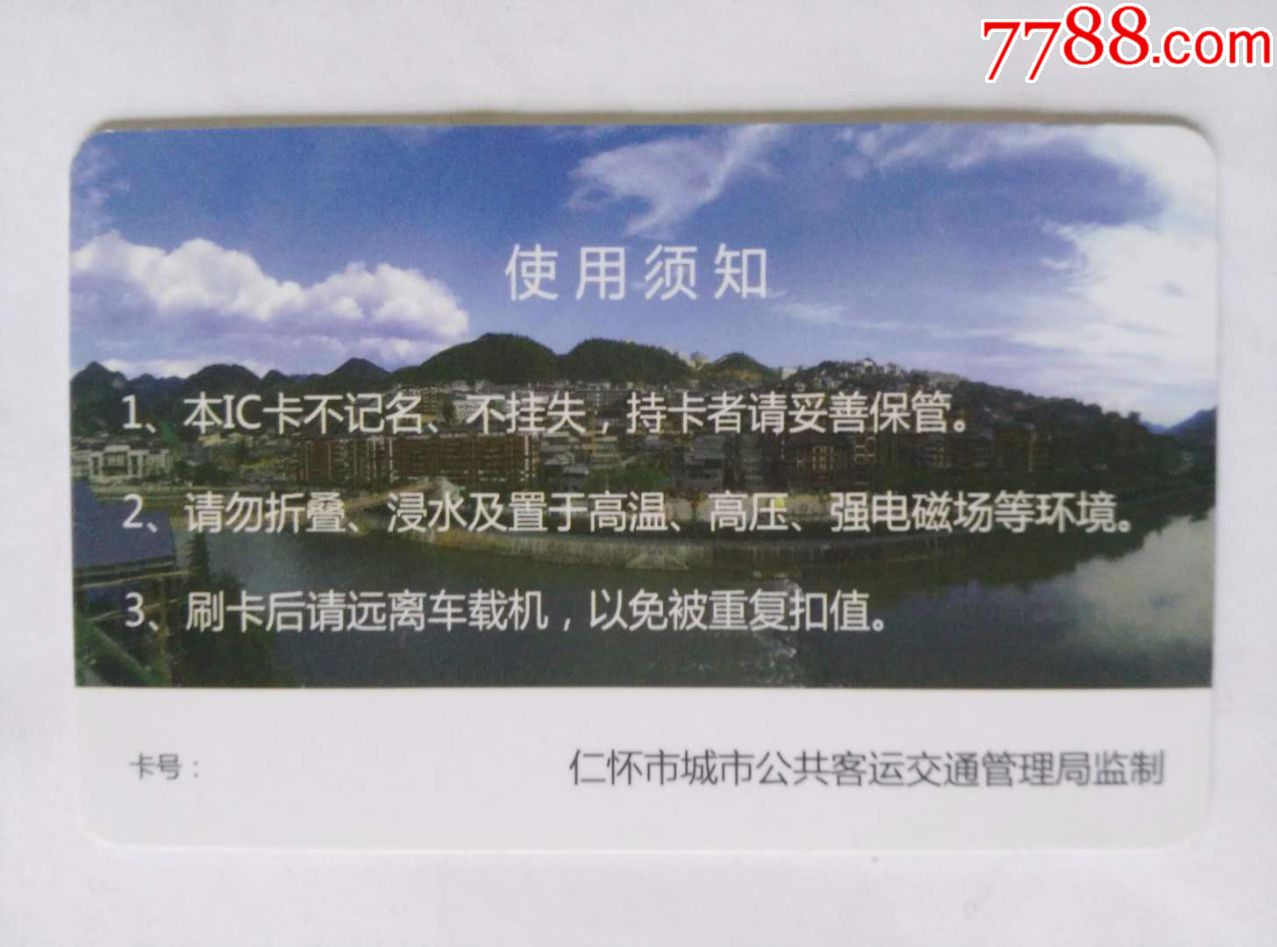 7788.com
使用须知
1、本IC卡不记名、不挂失，持卡者请妥善保管。
2、请勿折叠、浸水及置于高温、高压、强电磁场等环境。
3、刷卡后请远离车载机，以免被重复扣值。
卡号：
仁怀市城市公共客运交通管理局监制